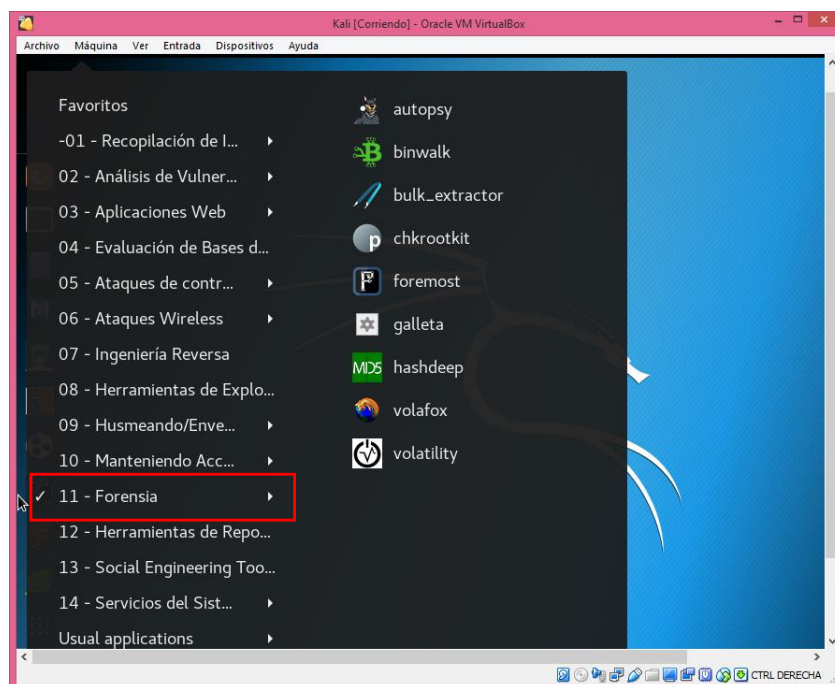 Kali [Corriendo] - Oracle VM VirtualBox
Archivo Máquina Ver Entrada Dispositivos Ayuda
Favoritos
-01 - Recopilación de I...
02 - Análisis de Vulner...
03 - Aplicaciones Web
04 - Evaluación de Bases d...
05 - Ataques de contr...
06 - Ataques Wireless
07 - Ingeniería Reversa
08 - Herramientas de Explo...
09 - Husmeando/Enve...
10 - Manteniendo Acc...
11 - Forensia
12 - Herramientas de Repo...
13 - Social Engineering Too...
14 - Servicios del Sist...
Usual applications
autopsy
binwalk
bulk_extractor
chkrootkit
foremost
galleta
MD5 hashdeep
volafox
volatility
CTRL DERECHA